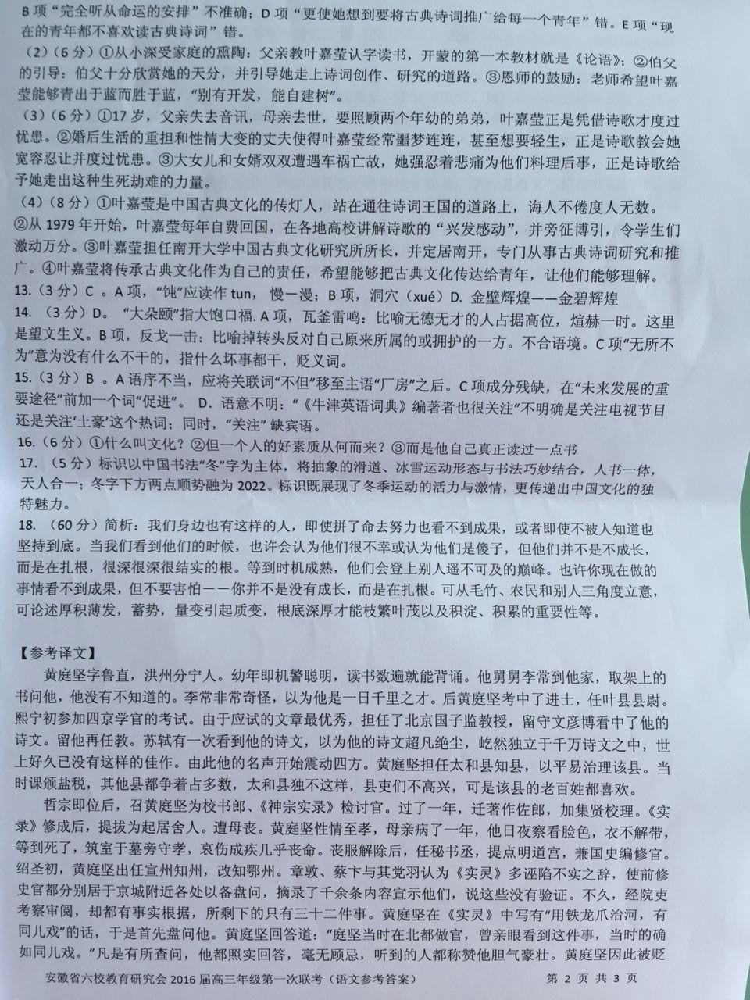 B 项“完全听从命运的安排”不准确；D 项“更使她想到要将古典诗词推广给每一个青年”错。E 项“现
在的青年都不喜欢读古典诗词”错。
（2）（6 分）①从小深受家庭的熏陶：父亲教叶嘉莹认字读书，开蒙的第一本教材就是《论语》；②伯父
的引导：伯父十分欣赏她的天分，并引导她走上诗词创作、研究的道路。③恩师的鼓励：老师希望叶嘉
莹能够青出于蓝而胜于蓝，“别有开发，能自建树”。
（3）（6 分）①17 岁，父亲失去音讯，母亲去世，要照顾两个年幼的弟弟，叶嘉莹正是凭借诗歌才度过
忧患。②婚后生活的重担和性情大变的丈夫使得叶嘉莹经常噩梦连连，甚至想要轻生，正是诗歌教会她
宽容忍让并度过忧患。③大女儿和女婿双双遭遇车祸亡故，她强忍着悲痛为他们料理后事，正是诗歌给
予她走出这种生死劫难的力量。
（4）（8 分）①叶嘉莹是中国古典文化的传灯人，站在通往诗词王国的道路上，诲人不倦度人无数。
②从 1979 年开始，叶嘉莹每年自费回国，在各地高校讲解诗歌的“兴发感动”，并旁征博引，令学生们
激动万分。③叶嘉莹担任南开大学中国古典文化研究所所长，并定居南开，专门从事古典诗词研究和推
广。④叶嘉莹将传承古典文化作为自己的责任，希望能够把古典文化传达给青年，让他们能够理解。
13.（3 分）C 。A 项，“饨”应读作 tun， 慢—漫；B 项，洞穴（xué）D. 金壁辉煌——金碧辉煌
14. （3 分）D。 “大朵颐”指大饱口福. A 项，瓦釜雷鸣：比喻无德无才的人占据高位，煊赫一时。这里
是望文生义。B 项，反戈一击：比喻掉转头反对自己原来所属的或拥护的一方。不合语境。C 项“无所不
为”意为没有什么不干的，指什么坏事都干，贬义词。
15.（3 分）B 。A 语序不当，应将关联词“不但”移至主语“厂房”之后。C 项成分残缺，在“未来发展的重
要途径”前加一个词“促进”。 D．语意不明：“《牛津英语词典》编著者也很关注”不明确是关注电视节目
还是关注‘土豪’这个热词；同时，“关注” 缺宾语。
16.（6 分）①什么叫文化？②但一个人的好素质从何而来？③而是他自己真正读过一点书
17. （5 分）标识以中国书法“冬”字为主体，将抽象的滑道、冰雪运动形态与书法巧妙结合，人书一体，
天人合一；冬字下方两点顺势融为 2022。标识既展现了冬季运动的活力与激情，更传递出中国文化的独
特魅力。
18. （60 分）简析：我们身边也有这样的人，即使拼了命去努力也看不到成果，或者即使不被人知道也
坚持到底。当我们看到他们的时候，也许会认为他们很不幸或认为他们是傻子，但他们并不是不成长，
而是在扎根，很深很深很结实的根。等到时机成熟，他们会登上别人遥不可及的巅峰。也许你现在做的
事情看不到成果，但不要害怕——你并不是没有成长，而是在扎根。可从毛竹、农民和别人三角度立意，
可论述厚积薄发，蓄势，量变引起质变，根底深厚才能枝繁叶茂以及积淀、积累的重要性等。
【参考译文】
黄庭坚字鲁直，洪州分宁人。幼年即机警聪明，读书数遍就能背诵。他舅舅李常到他家，取架上的
书问他，他没有不知道的。李常非常奇怪，以为他是一日千里之才。后黄庭坚考中了进士，任叶县县尉。
熙宁初参加四京学官的考试。由于应试的文章最优秀，担任了北京国子监教授，留守文彦博看中了他的
诗文。留他再任教。苏轼有一次看到他的诗文，以为他的诗文超凡绝尘，屹然独立于千万诗文之中，世
上好久已没有这样的佳作。由此他的名声开始震动四方。黄庭坚担任太和县知县，以平易治理该县。当
时课颁盐税，其他县都争着占多数，太和县独不这样，县吏们不高兴，可是该县的老百姓都喜欢。
哲宗即位后，召黄庭坚为校书郎、《神宗实录》检讨官。过了一年，迁著作佐郎，加集贤校理。《实
录》修成后，提拔为起居舍人。遭母丧。黄庭坚性情至孝，母亲病了一年，他日夜察看脸色，衣不解带，
等到死了，筑室于墓旁守孝，哀伤成疾几乎丧命。丧服解除后，任秘书丞，提点明道宫，兼国史编修官。
绍圣初，黄庭坚出任宣州知州，改知鄂州。章敦、蔡卞与其党羽认为《实灵》多诬陷不实之辞，使前修
史官都分别居于京城附近各处以备盘问，摘录了千余条内容宣示他们，说这些没有验证。不久，经院吏
考察审阅，却都有事实根据，所剩下的只有三十二件事。黄庭坚在《实灵》中写有“用铁龙爪治河，有
同儿戏”的话，于是首先盘问他。黄庭坚回答道：“庭坚当时在北都做官，曾亲眼看到这件事，当时的确
如同儿戏。”凡是有所查问，他都照实回答，毫无顾忌，听到的人都称赞他胆气豪壮。黄庭坚因此被贬
安徽省六校教育研究会 2016 届高三年级第一次联考（语文参考答案） 第 2 页 共 3 页